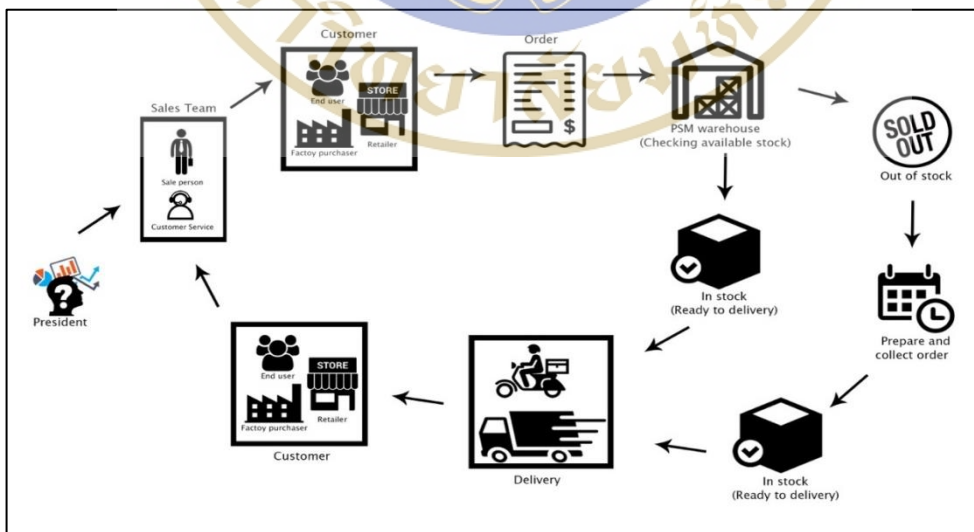 Customer
End user
STORE
Factoy purchaser
Retailer
Order
$
PSM warehouse
(Checking available stock)
SOLD
OUT
Out of stock
Sales Team
Sale person
Customer Service
President
In stock
(Ready to delivery)
Prepare and
collect order
In stock
(Ready to delivery)
Delivery
End user
STORE
Factoy purchaser
Retailer
Customer